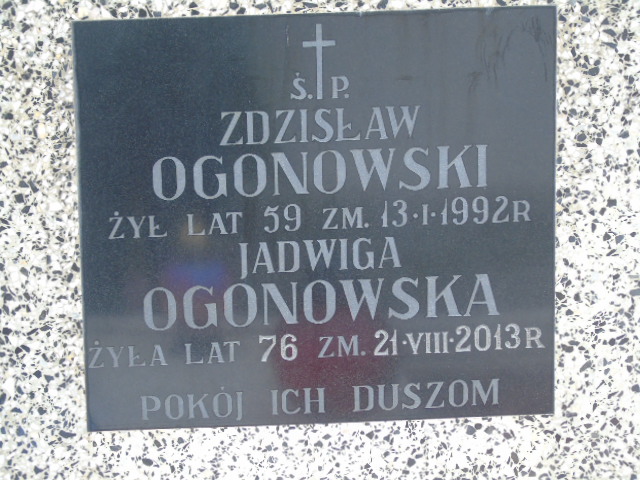 Ś. P.
ZDZISŁAW
OGONOWSKI
ŻYŁ LAT 59 ZM. 13·I·1992R
JADWIGA
OGONOWSKA
ŻYŁA LAT 76 ZM. 21·VIII·2013R
POKÓJ ICH DUSZOM